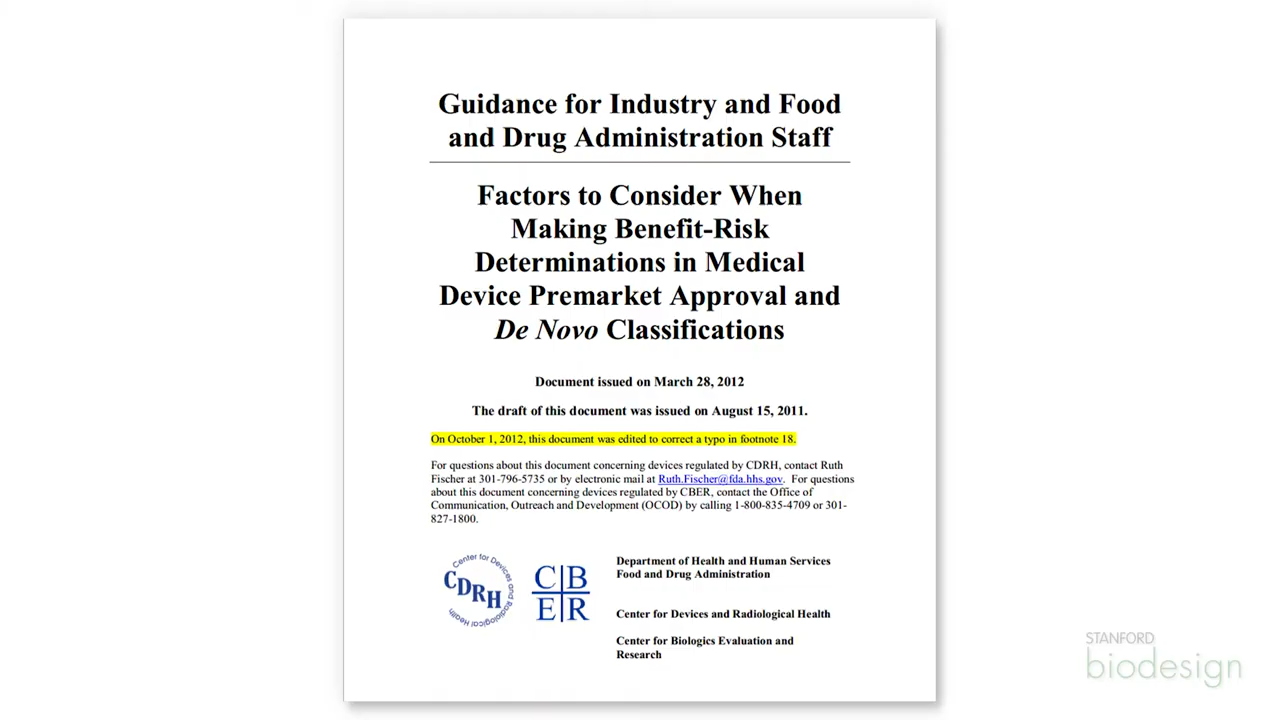 Guidance for Industry and Food
and Drug Administration Staff
Factors to Consider When
Making Benefit-Risk
Determinations in Medical
Device Premarket Approval and
De Novo Classifications
Document issued on March 28, 2012
The draft of this document was issued on August 15, 2011.
On October 1, 2012, this document was edited to correct a typo in footnote 18.
For questions about this document concerning devices regulated by CDRH, contact Ruth
Fischer at 301-796-5735 or by electronic mail at Ruth.Fischer@fda.hhs.gov. For questions
about this document concerning devices regulated by CBER, contact the Office of
Communication, Outreach and Development (OCOD) by calling 1-800-835-4709 or 301-
827-1800.
Center for Devices and Radiological Health
CDRH
CB
ER
Department of Health and Human Services
Food and Drug Administration
Center for Devices and Radiological Health
Center for Biologics Evaluation and
Research
STANFORD
biodesign